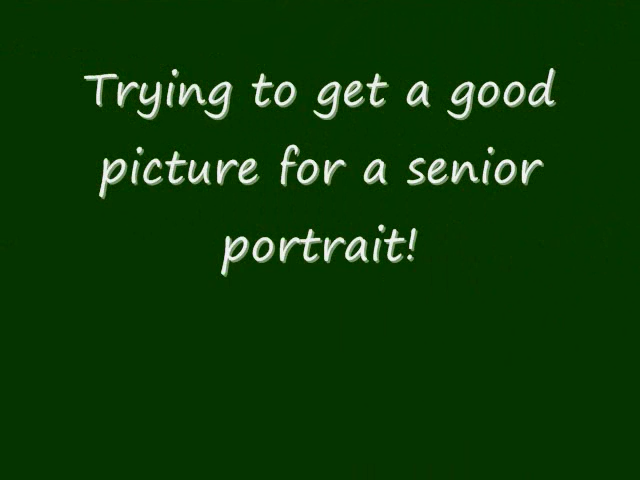 Trying to get a good
picture for a senior
portrait!